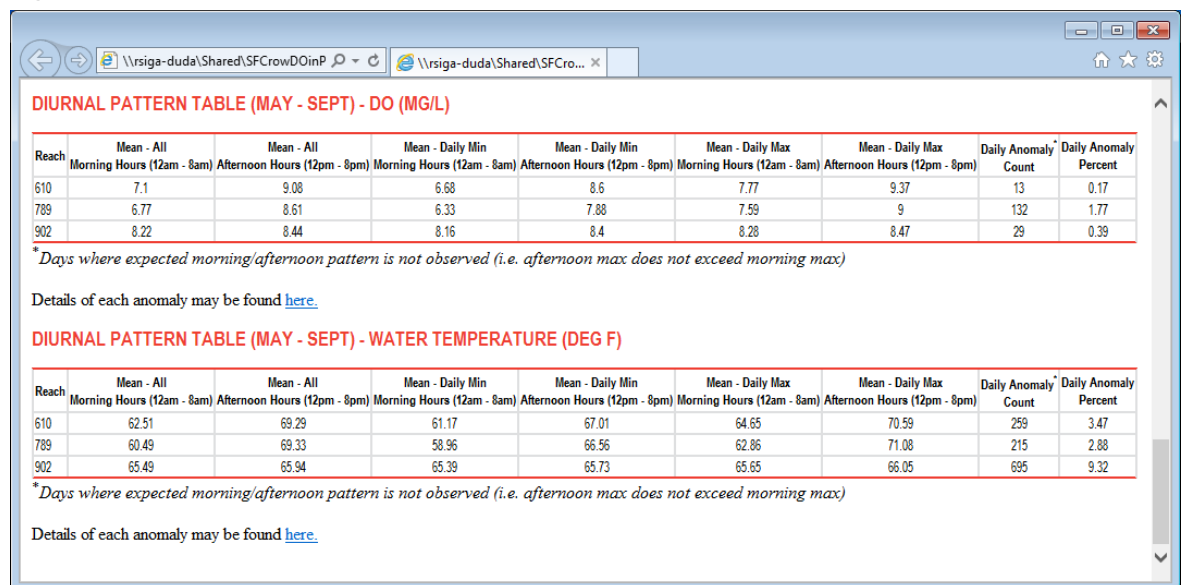 \\rsiga-duda\Shared\SFCrowDOinP
\\rsiga-duda\Shared\SFCro...
DIURNAL PATTERN TABLE (MAY - SEPT) - DO (MG/L)
Reach Mean - All Morning Hours (12am - 8am) Mean - All Afternoon Hours (12pm - 8pm) Mean - Daily Min Morning Hours (12am - 8am) Mean - Daily Min Afternoon Hours (12pm - 8pm) Mean - Daily Max Morning Hours (12am - 8am) Mean - Daily Max Afternoon Hours (12pm - 8pm) Daily Anomaly* Count Daily Anomaly Percent
610 7.1 9.08 6.68 8.6 7.77 9.37 13 0.17
789 6.77 8.61 6.33 7.88 7.59 9 132 1.77
902 8.22 8.44 8.16 8.4 8.28 8.47 29 0.39
*Days where expected morning/afternoon pattern is not observed (i.e. afternoon max does not exceed morning max)
Details of each anomaly may be found here.
DIURNAL PATTERN TABLE (MAY - SEPT) - WATER TEMPERATURE (DEG F)
Reach Mean - All Morning Hours (12am - 8am) Mean - All Afternoon Hours (12pm - 8pm) Mean - Daily Min Morning Hours (12am - 8am) Mean - Daily Min Afternoon Hours (12pm - 8pm) Mean - Daily Max Morning Hours (12am - 8am) Mean - Daily Max Afternoon Hours (12pm - 8pm) Daily Anomaly* Count Daily Anomaly Percent
610 62.51 69.29 61.17 67.01 64.65 70.59 259 3.47
789 60.49 69.33 58.96 66.56 62.86 71.08 215 2.88
902 65.49 65.94 65.39 65.73 65.65 66.05 695 9.32
*Days where expected morning/afternoon pattern is not observed (i.e. afternoon max does not exceed morning max)
Details of each anomaly may be found here.